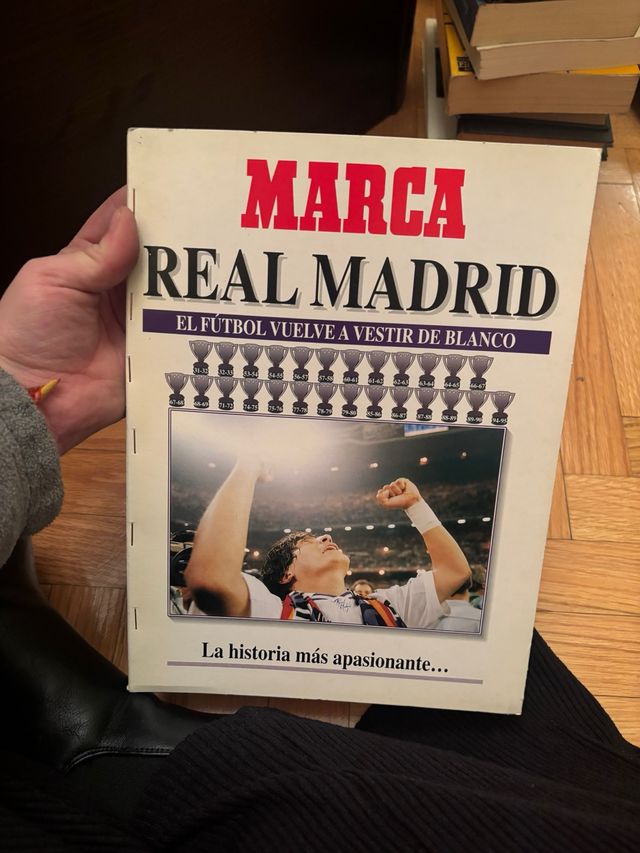 MARCA
REAL MADRID
EL FÚTBOL VUELVE A VESTIR DE BLANCO
31-32 32-33 53-54 54-55 56-57 57-58 60-61 61-62 62-63 63-64 64-65 66-67
67-68 68-69 71-72 74-75 75-76 77-78 78-79 79-80 85-86 86-87 87-88 88-89 89-90 94-95
La historia más apasionante...